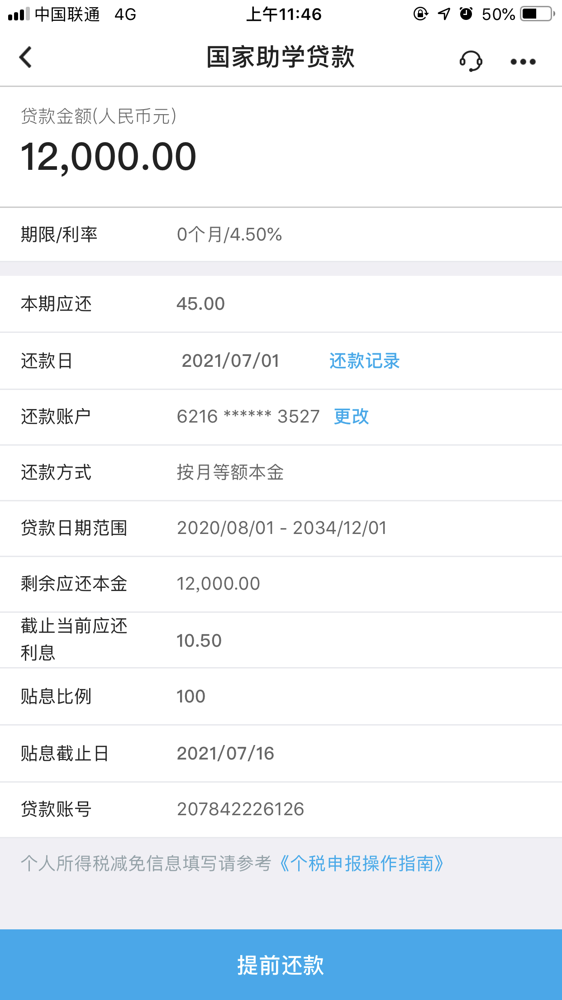 中国联通 4G 上午11:46 50%
国家助学贷款
贷款金额(人民币元)
12,000.00
期限/利率 0个月/4.50%
本期应还 45.00
还款日 2021/07/01 还款记录
还款账户 6216 ****** 3527 更改
还款方式 按月等额本金
贷款日期范围 2020/08/01 - 2034/12/01
剩余应还本金 12,000.00
截止当前应还
利息 10.50
贴息比例 100
贴息截止日 2021/07/16
贷款账号 207842226126
个人所得税减免信息填写请参考《个税申报操作指南》
提前还款